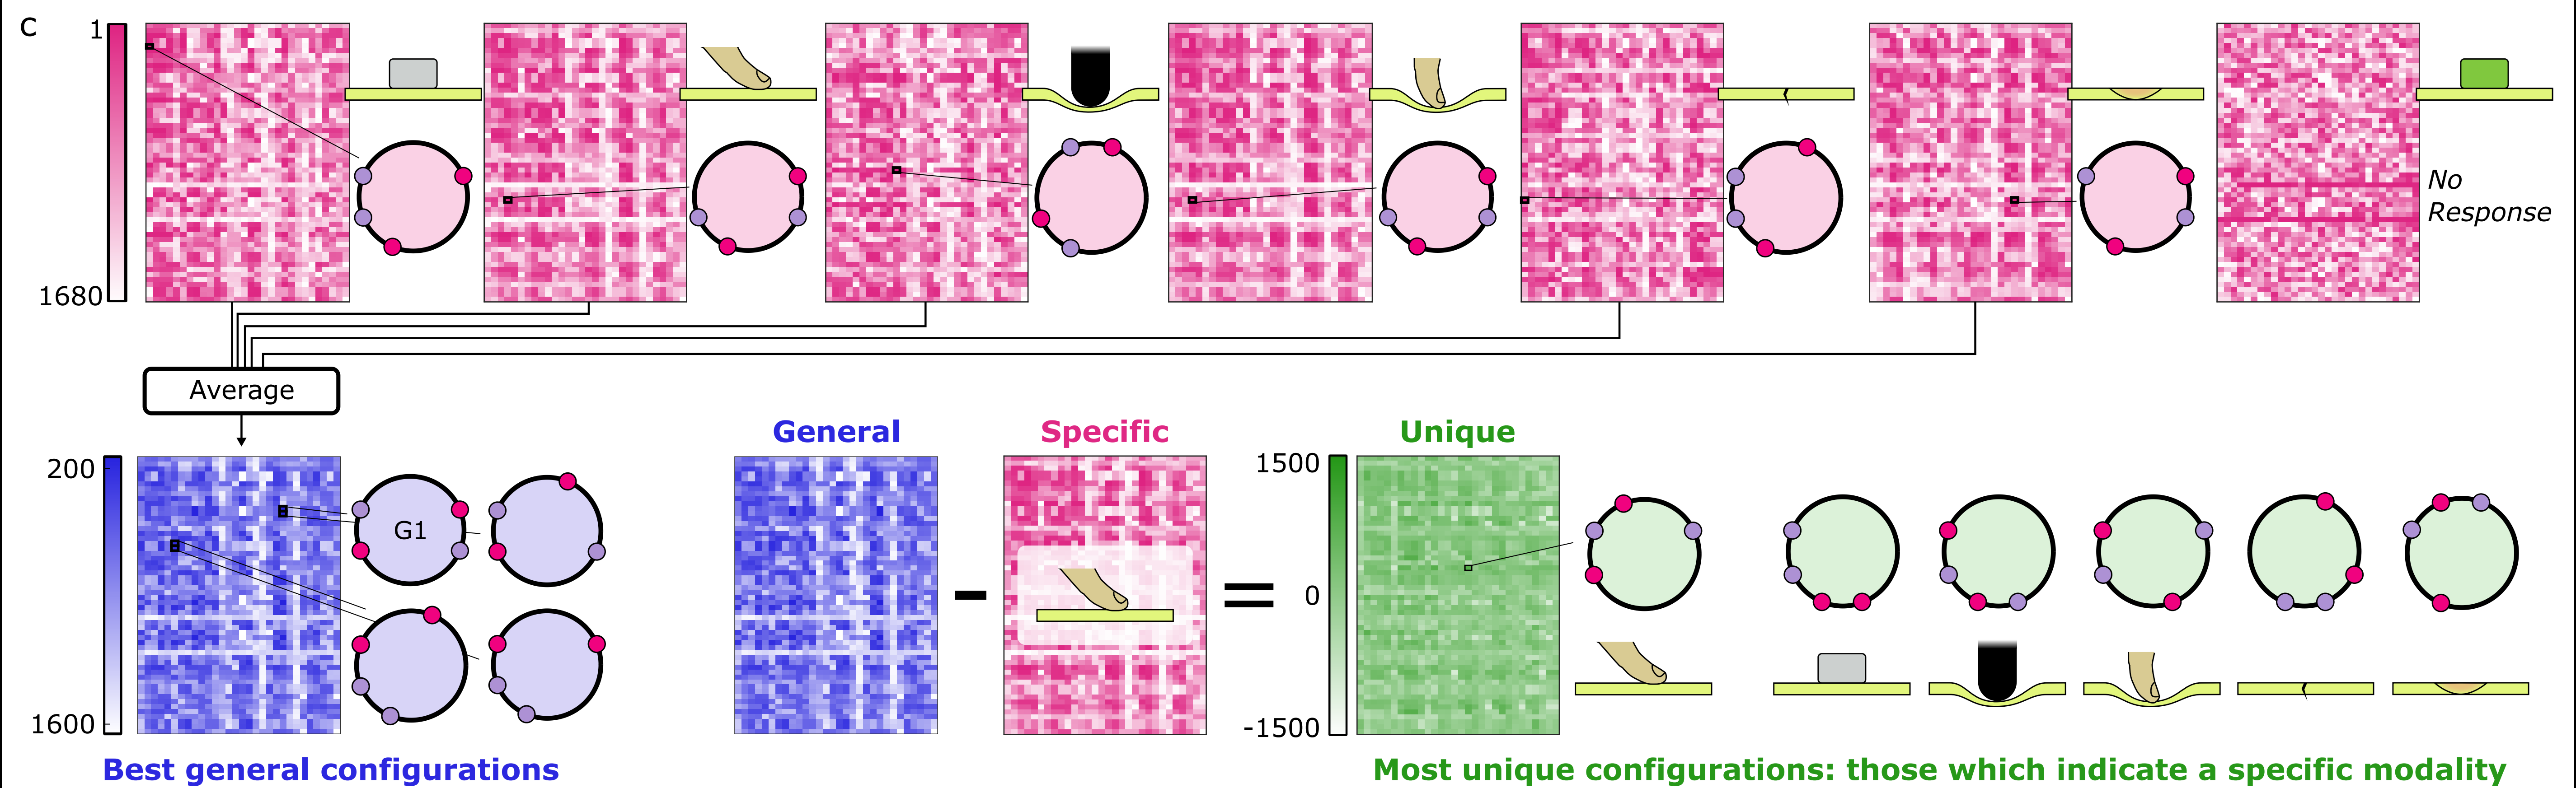 c
1
1680
No
Response
Average
General
Specific
Unique
200
1600
G1
1500
0
-1500
Best general configurations
Most unique configurations: those which indicate a specific modality